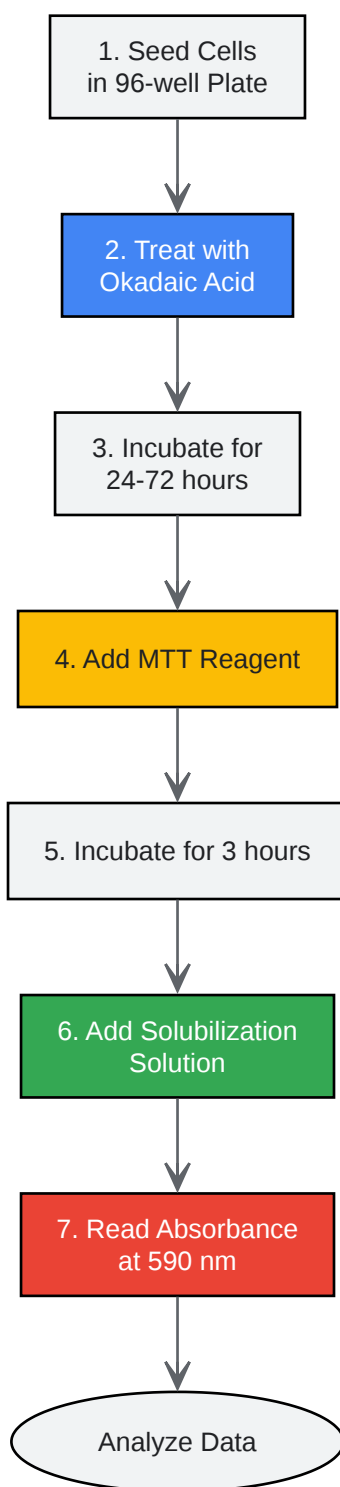 1. Seed Cells
in 96-well Plate
2. Treat with
Okadaic Acid
3. Incubate for
24-72 hours
4. Add MTT Reagent
5. Incubate for 3 hours
6. Add Solubilization
Solution
7. Read Absorbance
at 590 nm
Analyze Data